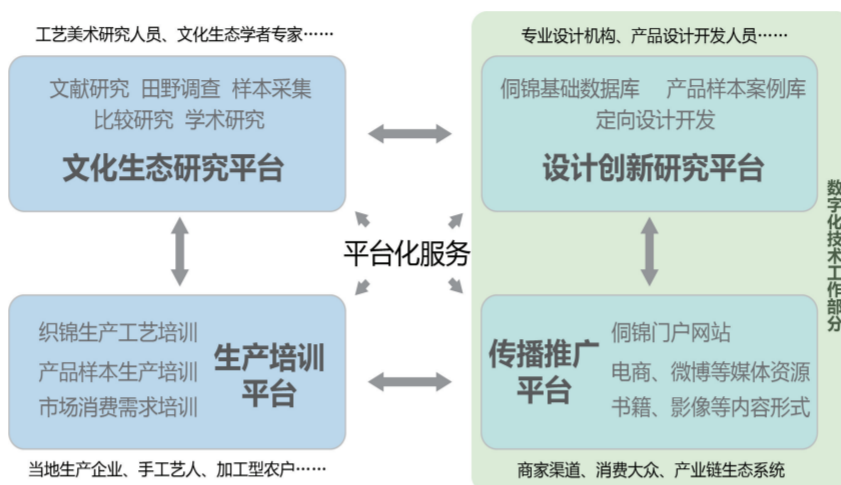 工艺美术研究人员、文化生态学者专家……
文献研究 田野调查 样本采集
比较研究 学术研究
文化生态研究平台
专业设计机构、产品设计开发人员……
侗锦基础数据库 产品样本案例库
定向设计开发
设计创新研究平台
数字化技术工作部分
平台化服务
织锦生产工艺培训
产品样本生产培训
市场消费需求培训
生产培训
平台
当地生产企业、手工艺人、加工型农户……
传播推广
平台
侗锦门户网站
电商、微博等媒体资源
书籍、影像等内容形式
商家渠道、消费大众、产业链生态系统